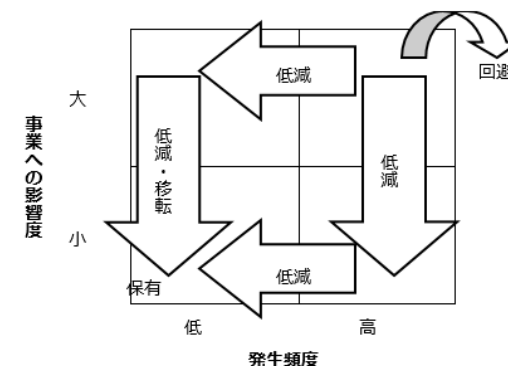 低減
回避
大
事業への影響度
低減・移転
低減
小
低減
保有
低
高
発生頻度